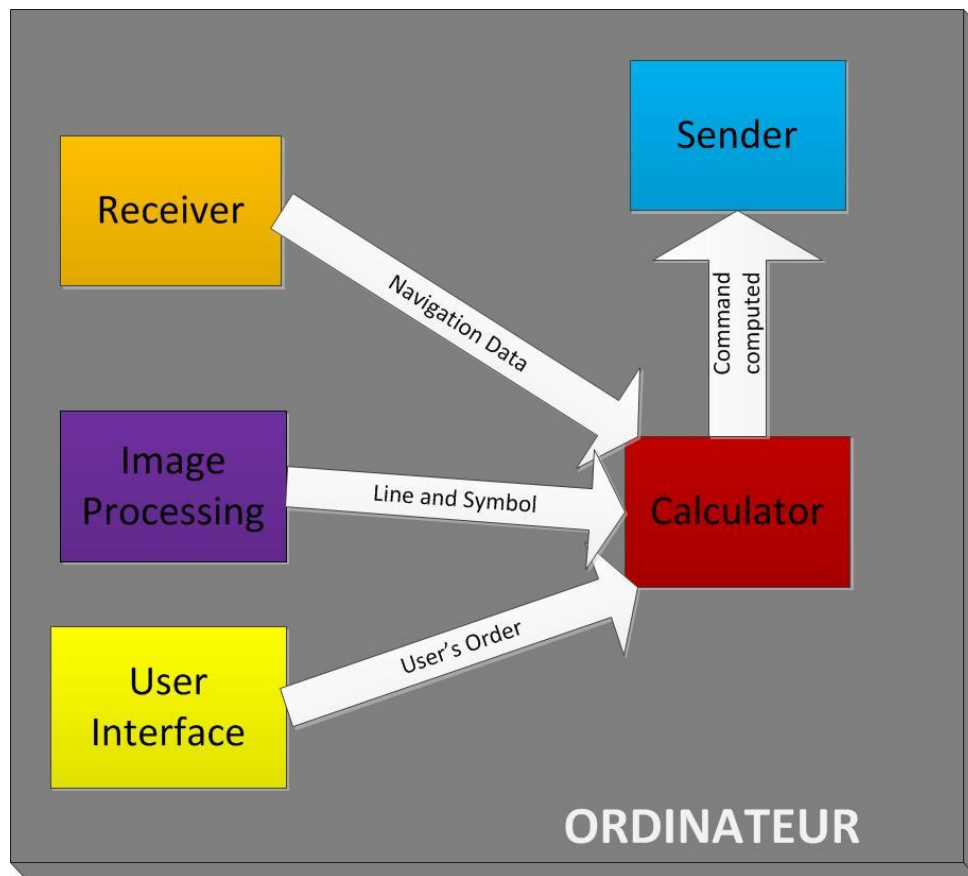 Sender
Receiver
Navigation Data
Command
computed
Image
Processing
Line and Symbol
Calculator
User's Order
User
Interface
ORDINATEUR